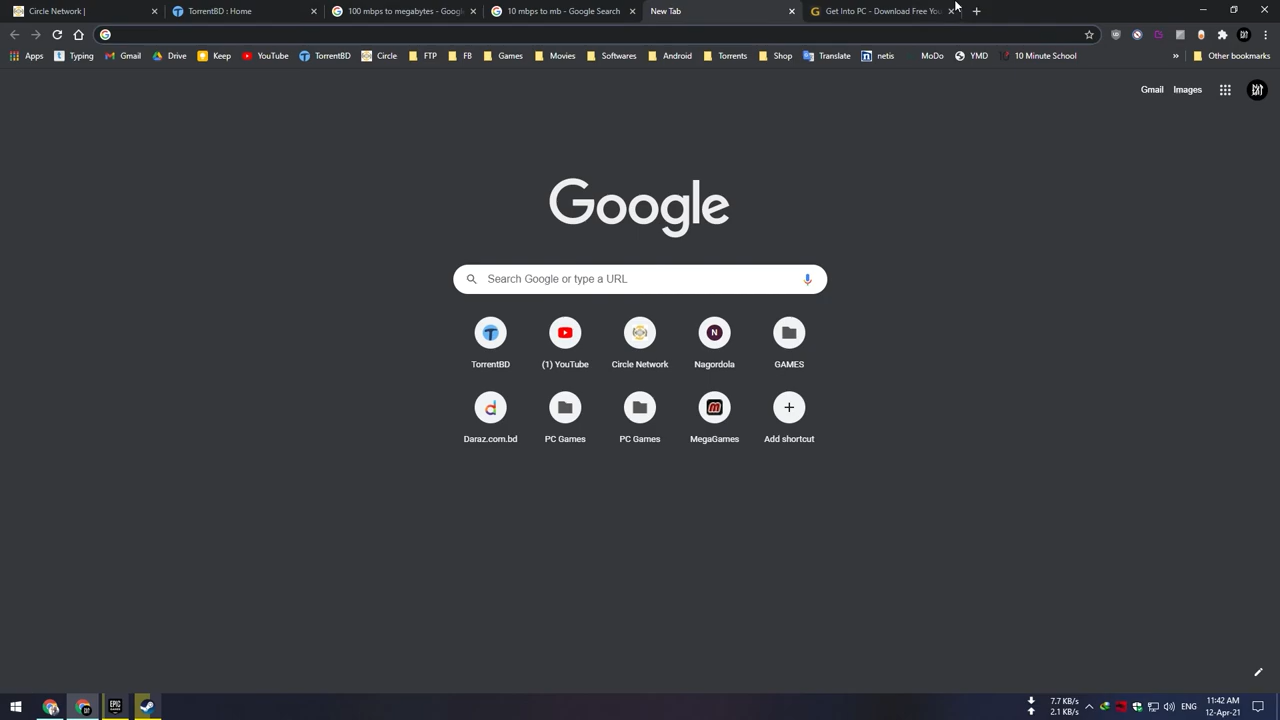 Circle Network |
TorrentBD : Home
100 mbps to megabytes - Googl
10 mbps to mb - Google Search
New Tab
Get Into PC - Download Free You
Apps
Typing
Gmail
Drive
Keep
YouTube
TorrentBD
Circle
FTP
FB
Games
Movies
Softwares
Android
Torrents
Shop
Translate
netis
MoDo
YMD
10 Minute School
»
Other bookmarks
Gmail
Images
Google
Search Google or type a URL
TorrentBD
(1) YouTube
Circle Network
Nagordola
GAMES
Daraz.com.bd
PC Games
PC Games
MegaGames
Add shortcut
EPIC
7.7 KB/s
2.1 KB/s
ENG
11:42 AM
12-Apr-21